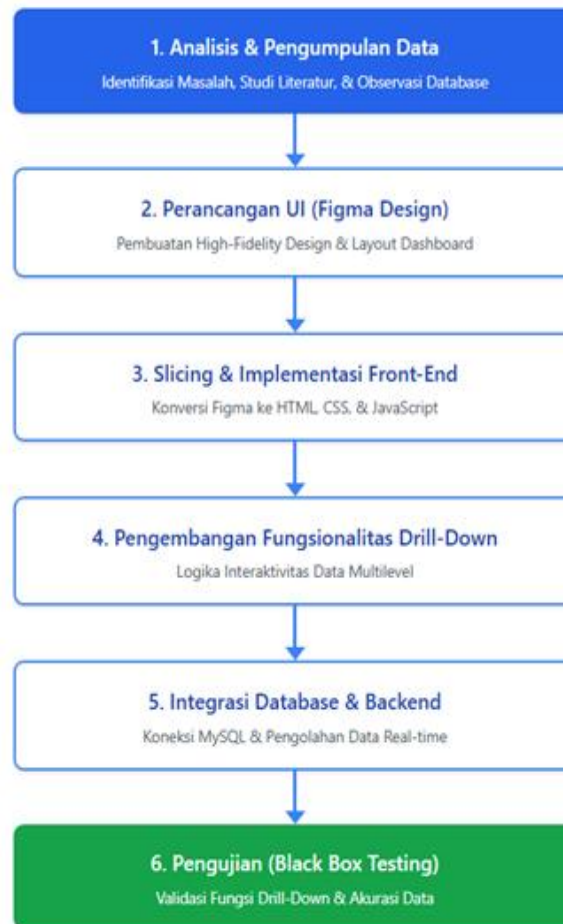 1. Analisis & Pengumpulan Data
Identifikasi Masalah, Studi Literatur, & Observasi Database
2. Perancangan UI (Figma Design)
Pembuatan High-Fidelity Design & Layout Dashboard
3. Slicing & Implementasi Front-End
Konversi Figma ke HTML, CSS, & JavaScript
4. Pengembangan Fungsionalitas Drill-Down
Logika Interaktivitas Data Multilevel
5. Integrasi Database & Backend
Koneksi MySQL & Pengolahan Data Real-time
6. Pengujian (Black Box Testing)
Validasi Fungsi Drill-Down & Akurasi Data